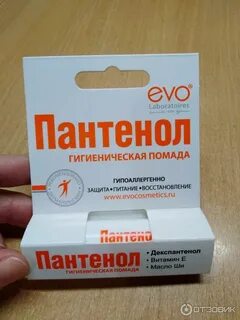 evo®
Laboratoires
Пантенол
ГИГИЕНИЧЕСКАЯ ПОМАДА
ГИПОАЛЛЕРГЕННО
ЗАЩИТА • ПИТАНИЕ • ВОССТАНОВЛЕНИЕ
www.evocosmetics.ru
Пантено
Пантенол
ГИГИЕНИЧЕСКАЯ ПОМАДА
• Декспантенол
• Витамин Е
• Масло Ши
ОТЗОВИК